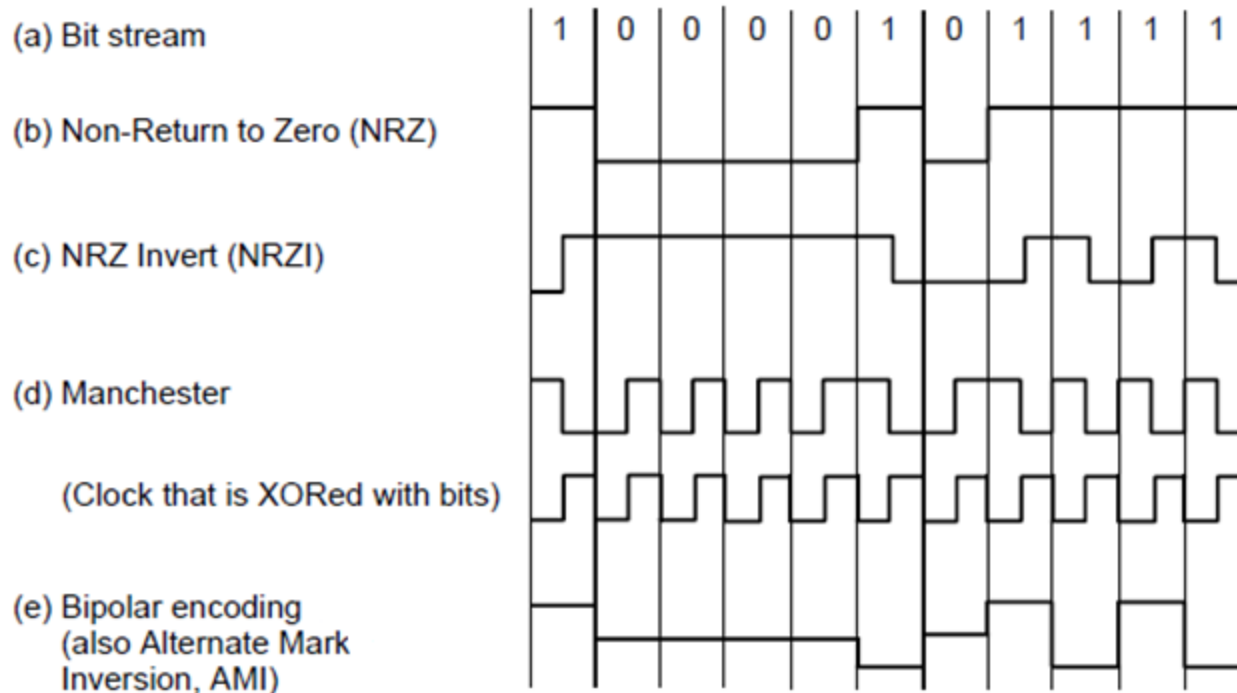 (a) Bit stream 1 0 0 0 0 1 0 1 1 1 1
(b) Non-Return to Zero (NRZ)
(c) NRZ Invert (NRZI)
(d) Manchester
(Clock that is XORed with bits)
(e) Bipolar encoding
(also Alternate Mark
Inversion, AMI)